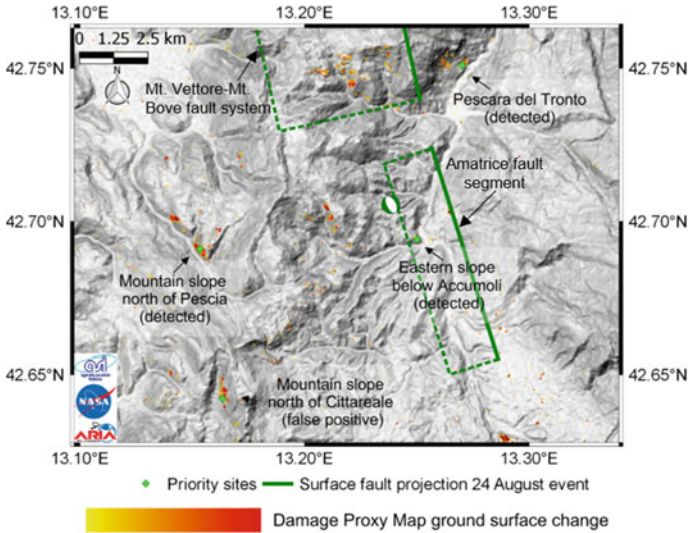 13.10°E 13.20°E 13.30°E
0 1.25 2.5 km
N
42.75°N
42.75°N
Mt. Vettore-Mt.
Bove fault system
Pescara del Tronto
(detected)
Amatrice fault
segment
42.70°N
42.70°N
Mountain slope
north of Pescia
(detected)
Eastern slope
below Accumoli
(detected)
42.65°N
42.65°N
asi
NASA
ARIA
Mountain slope
north of Cittareale
(false positive)
13.10°E 13.20°E 13.30°E
Priority sites Surface fault projection 24 August event
Damage Proxy Map ground surface change